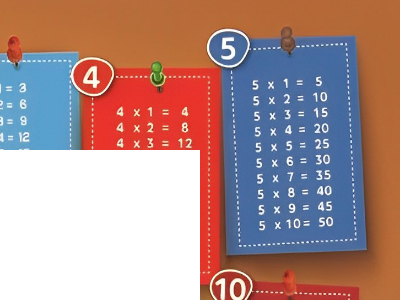 = 3
= 6
= 9
= 12
4
4 x 1 = 4
4 x 2 = 8
4 x 3 = 12
5
5 x 1 = 5
5 x 2 = 10
5 x 3 = 15
5 x 4 = 20
5 x 5 = 25
5 x 6 = 30
5 x 7 = 35
5 x 8 = 40
5 x 9 = 45
5 x 10 = 50
10